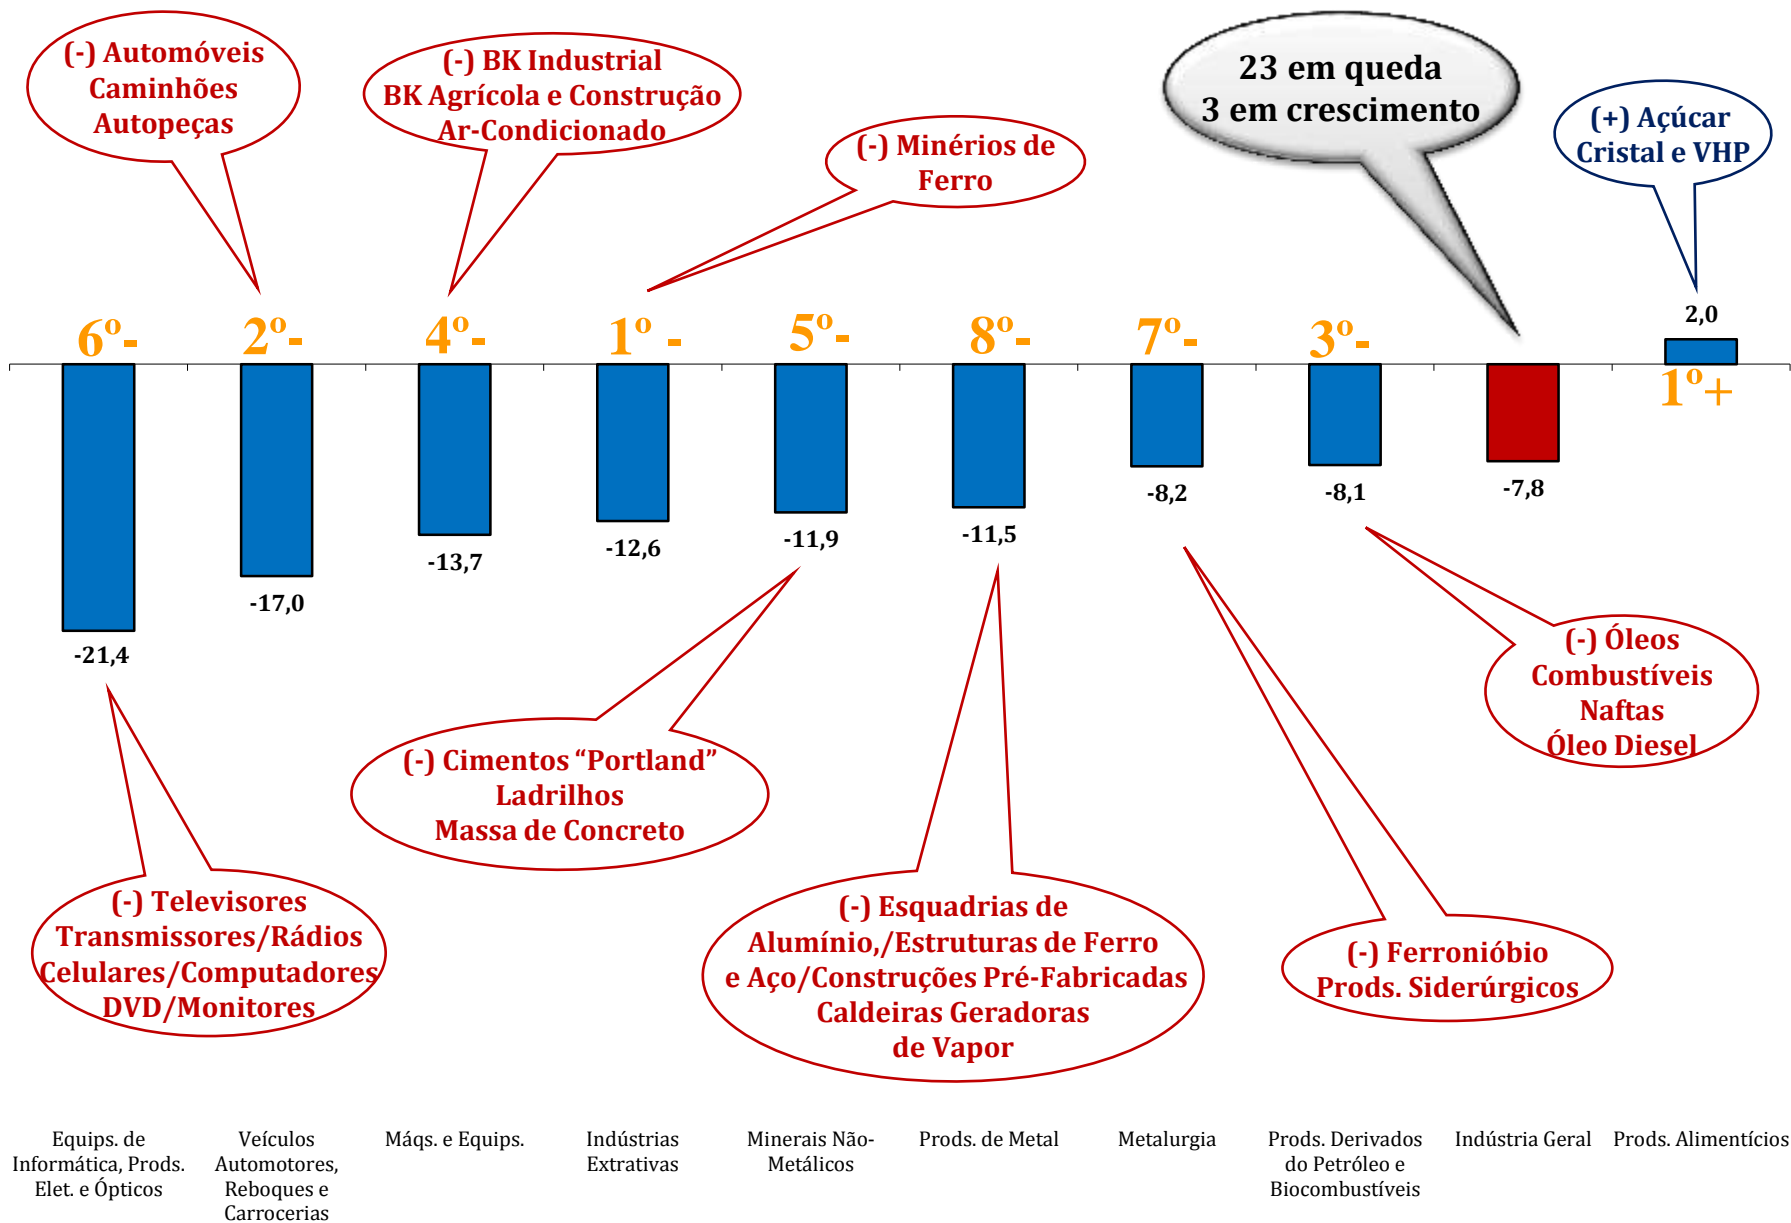 (-) Automóveis
Caminhões
Autopeças
(-) BK Industrial
BK Agrícola e Construção
Ar-Condicionado
(-) Minérios de
Ferro
23 em queda
3 em crescimento
(+) Açúcar
Cristal e VHP
6º-
2º-
4º-
1º -
5º-
8º-
7º-
3º-
2,0
1º+
-21,4
-17,0
-13,7
-12,6
-11,9
-11,5
-8,2
-8,1
-7,8
(-) Televisores
Transmissores/Rádios
Celulares/Computadores
DVD/Monitores
(-) Cimentos “Portland”
Ladrilhos
Massa de Concreto
(-) Esquadrias de
Alumínio,/Estruturas de Ferro
e Aço/Construções Pré-Fabricadas
Caldeiras Geradoras
de Vapor
(-) Ferronióbio
Prods. Siderúrgicos
(-) Óleos
Combustíveis
Naftas
Óleo Diesel
Equips. de
Informática, Prods.
Elet. e Ópticos
Veículos
Automotores,
Reboques e
Carrocerias
Máqs. e Equips.
Indústrias
Extrativas
Minerais Não-
Metálicos
Prods. de Metal
Metalurgia
Prods. Derivados
do Petróleo e
Biocombustíveis
Indústria Geral
Prods. Alimentícios